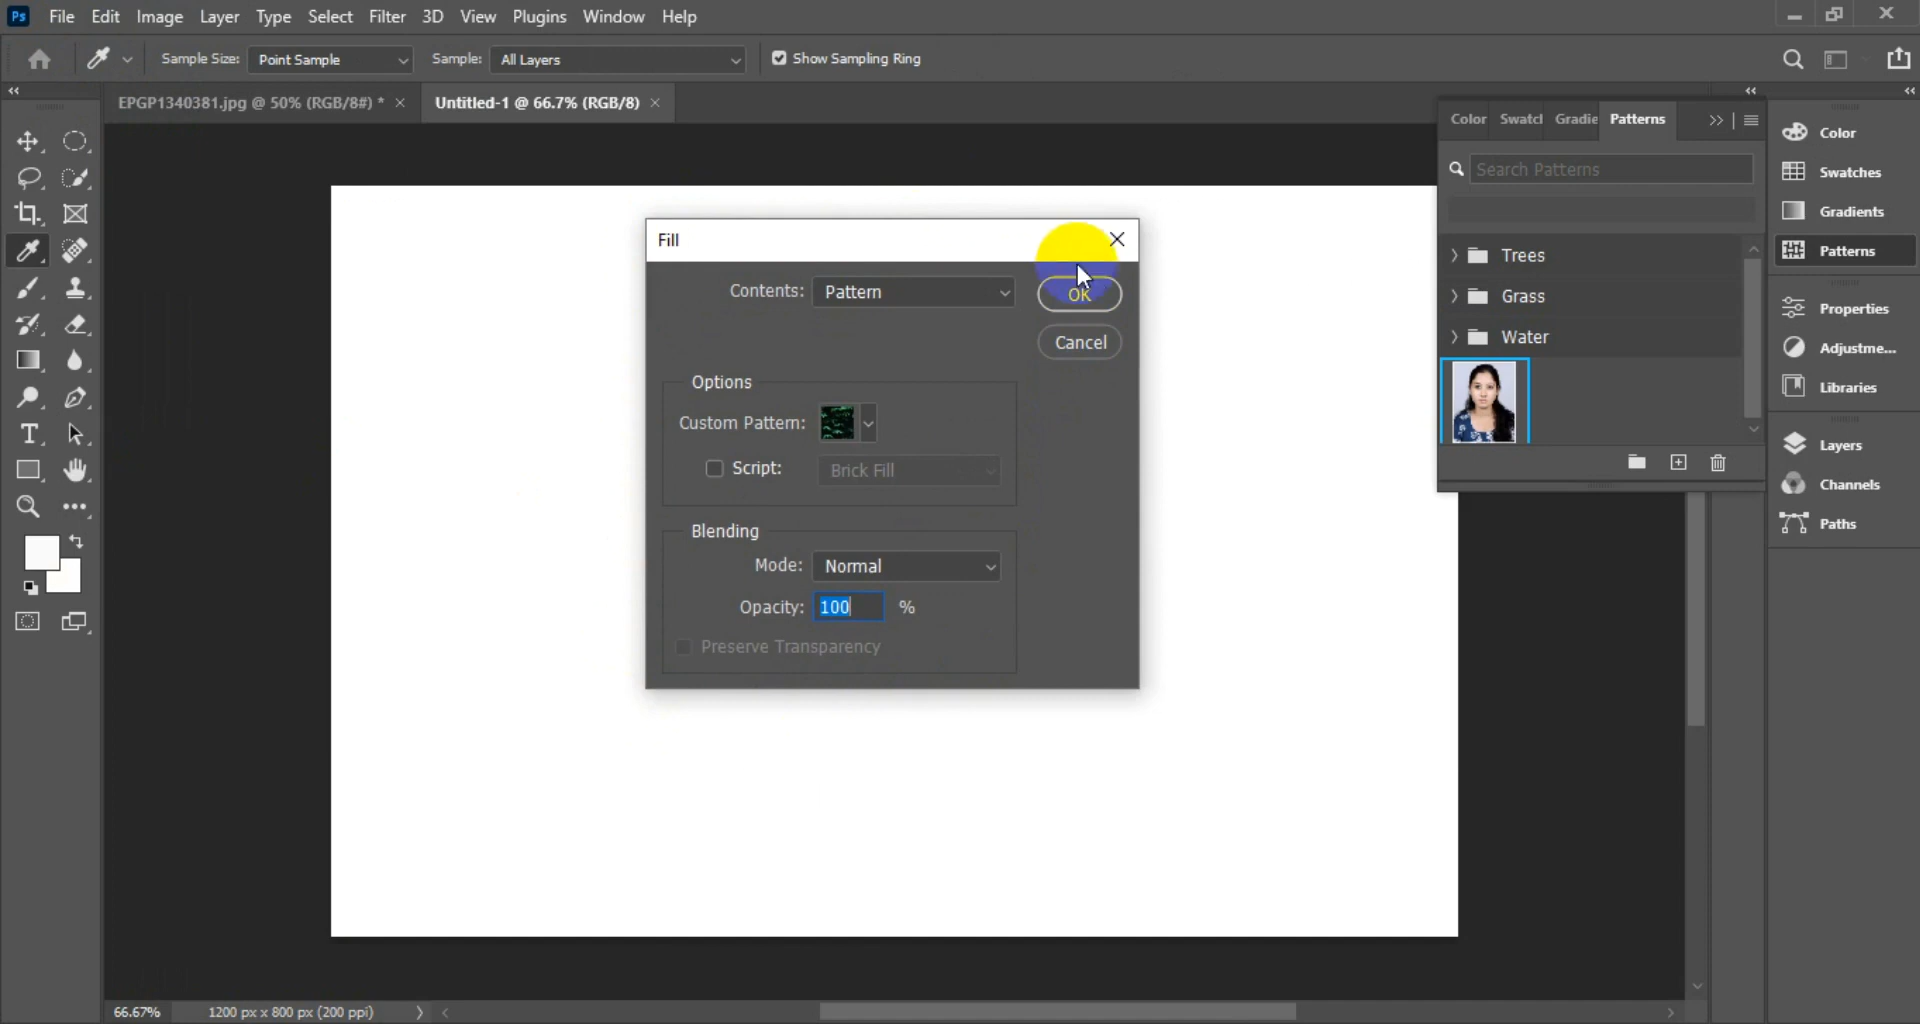 Ps File Edit Image Layer Type Select Filter 3D View Plugins Window Help
Sample Size: Point Sample Sample: All Layers Show Sampling Ring
EPGP1340381.jpg @ 50% (RGB/8#) * × Untitled-1 @ 66.7% (RGB/8) ×
Color Swatcl Gradie Patterns
Search Patterns
Trees
Grass
Water
Color
Swatches
Gradients
Patterns
Properties
Adjustme...
Libraries
Layers
Channels
Paths
Fill
Contents: Pattern
OK
Cancel
Options
Custom Pattern:
Script: Brick Fill
Blending
Mode: Normal
Opacity: 100 %
Preserve Transparency
66.67% 1200 px x 800 px (200 ppi)